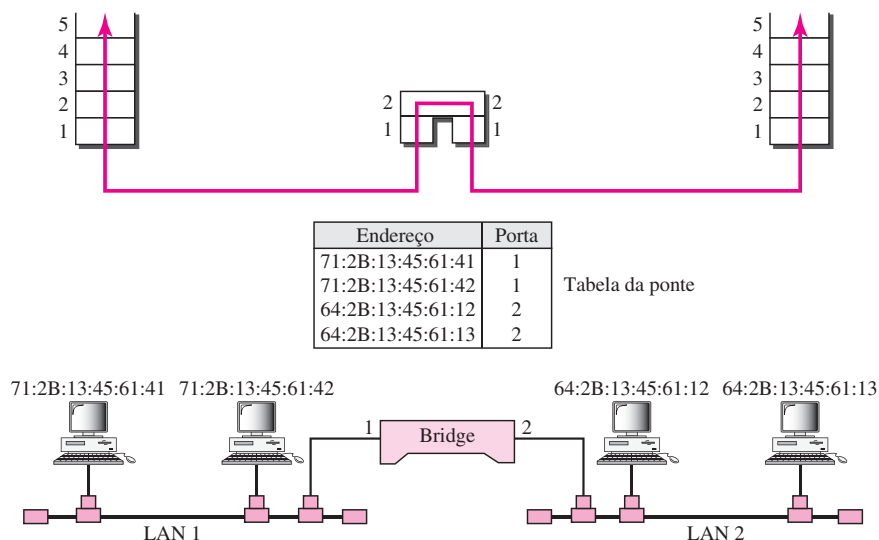 5
4
3
2
1
2
1
2
1
5
4
3
2
1
Endereço Porta
71:2B:13:45:61:41 1
71:2B:13:45:61:42 1
64:2B:13:45:61:12 2
64:2B:13:45:61:13 2
Tabela da ponte
71:2B:13:45:61:41
71:2B:13:45:61:42
64:2B:13:45:61:12
64:2B:13:45:61:13
1
Bridge
2
LAN 1
LAN 2